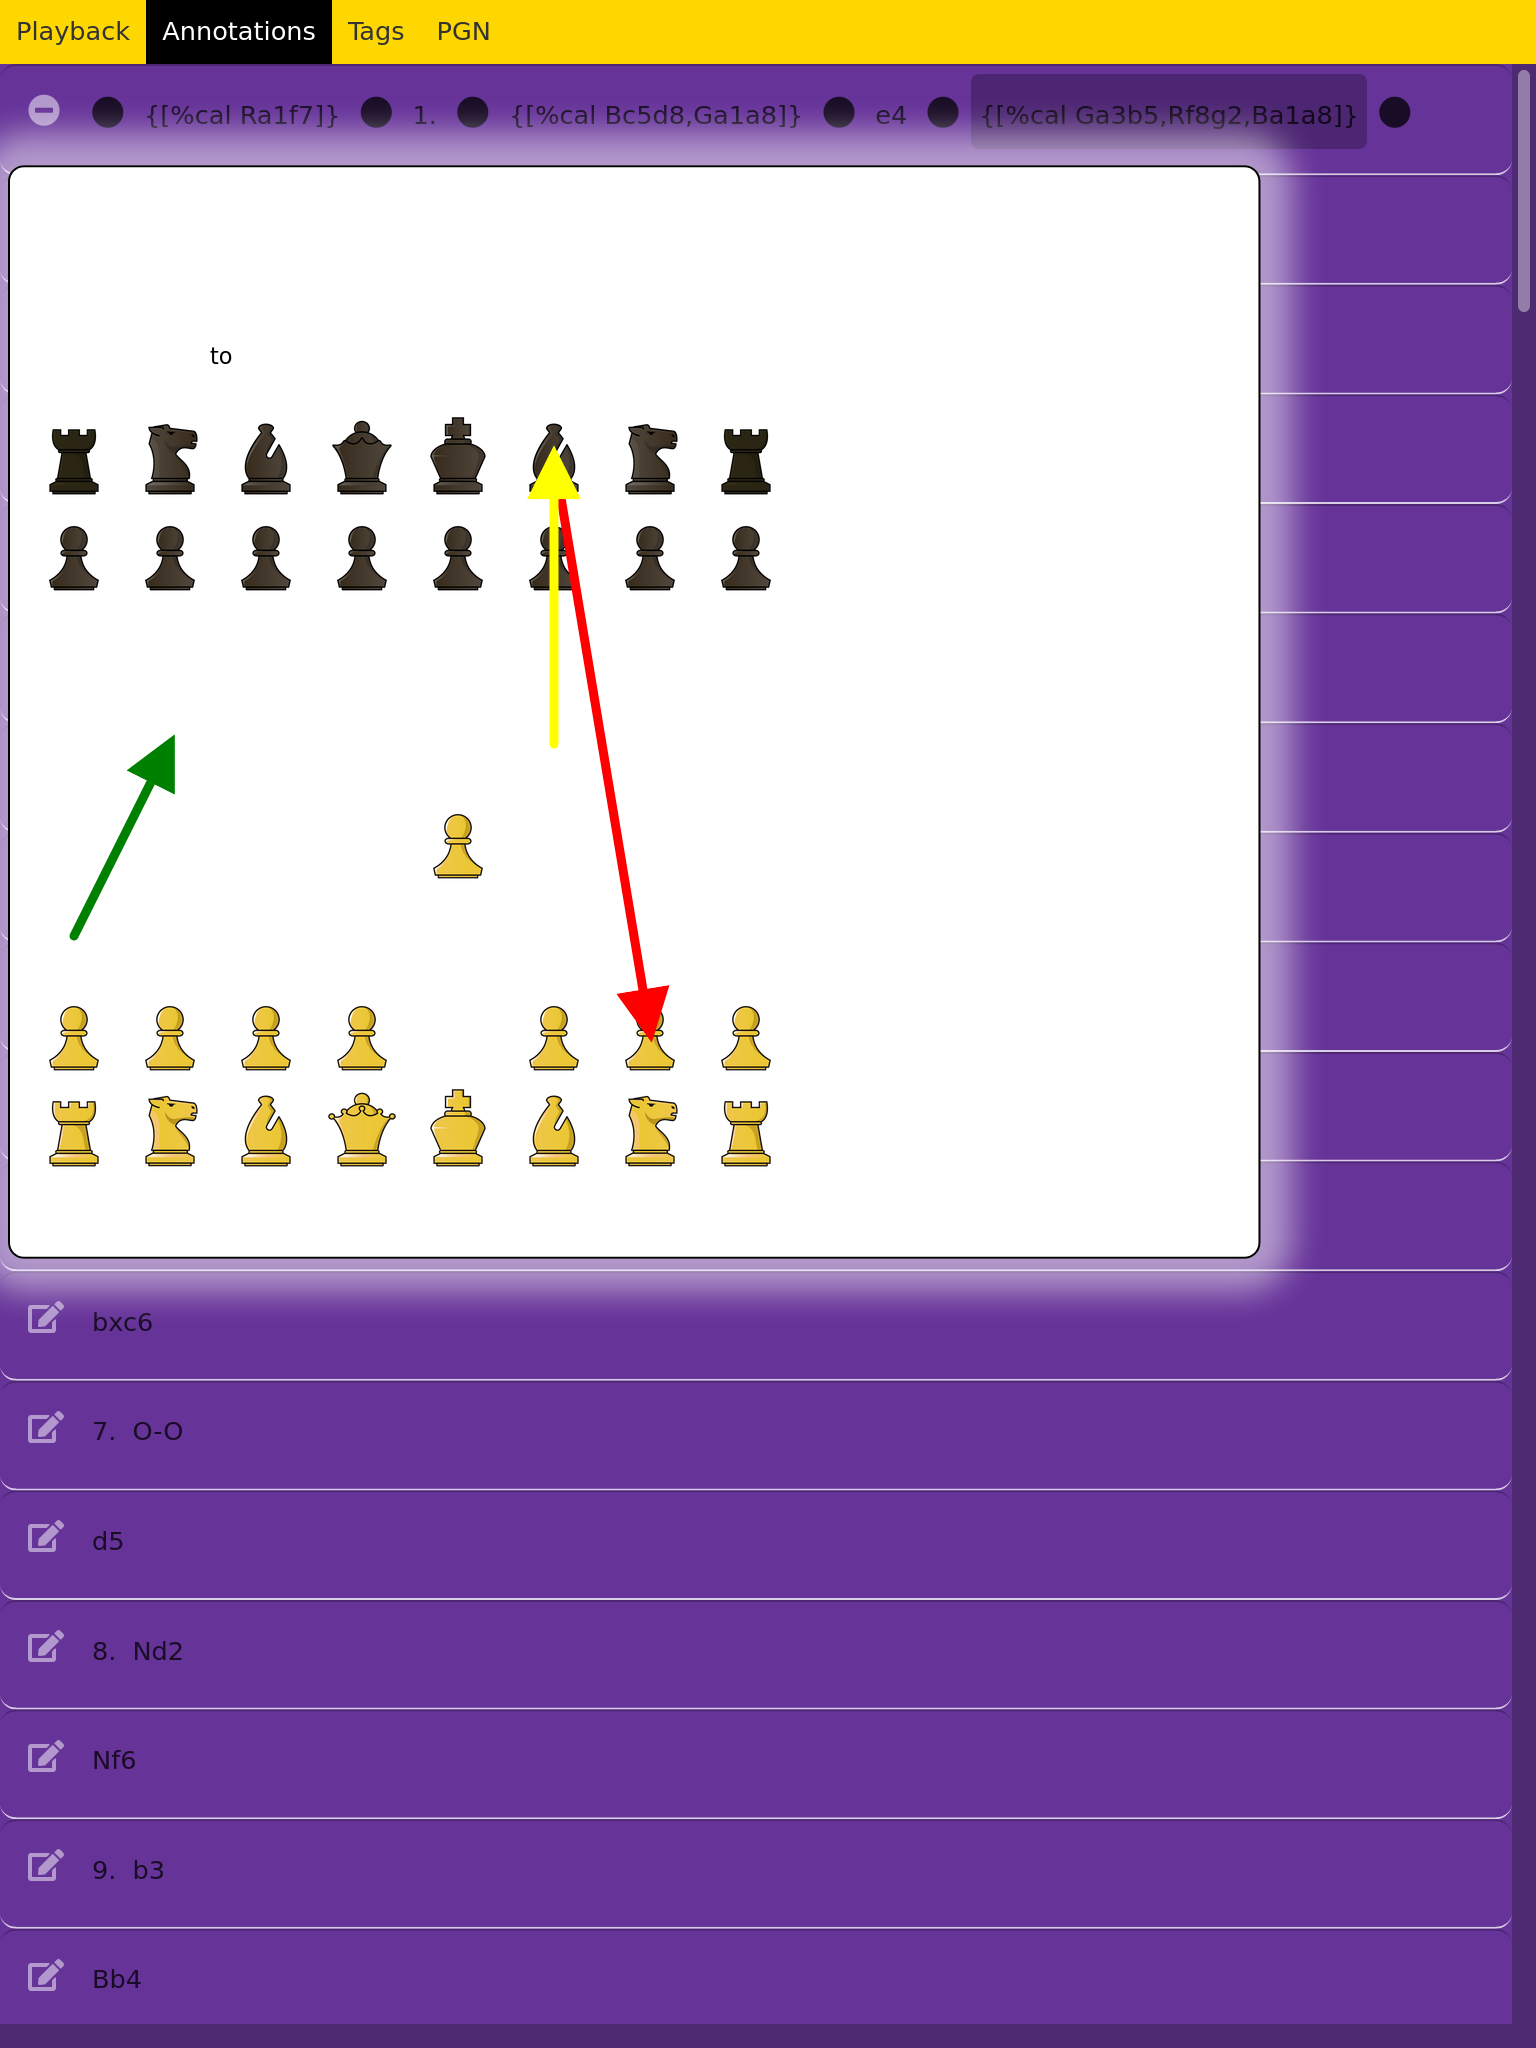 Playback Annotations Tags PGN
{[%cal Ra1f7]} 1. {[%cal Bc5d8,Ga1a8]} e4 {[%cal Ga3b5,Rf8g2,Ba1a8]}
to
bxc6
7. O-O
d5
8. Nd2
Nf6
9. b3
Bb4